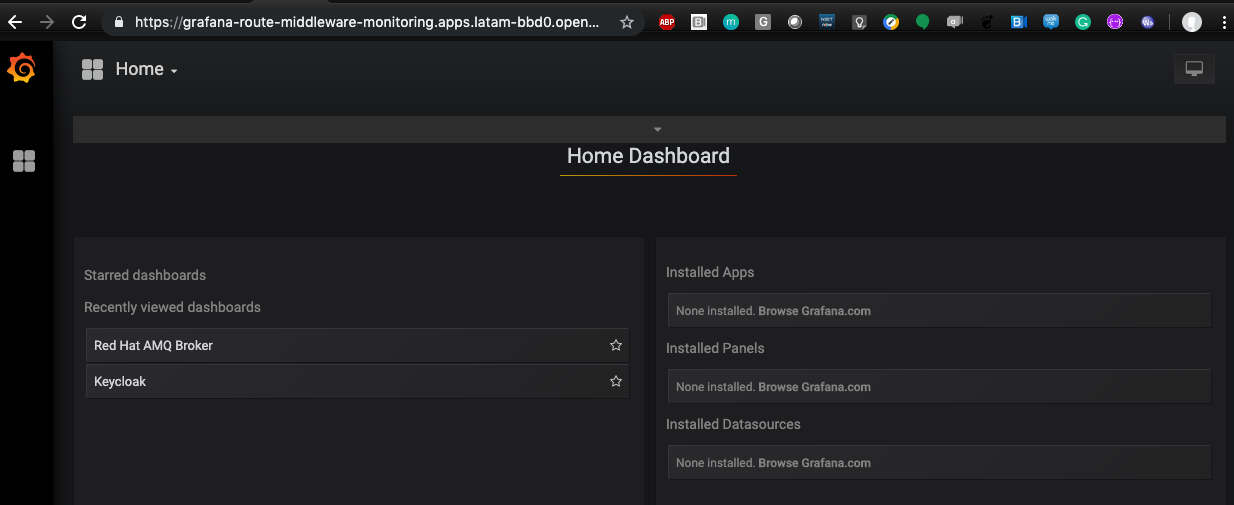 https://grafana-route-middleware-monitoring.apps.latam-bbd0.open...
ABP
B
m
G
Home
Home Dashboard
Starred dashboards
Recently viewed dashboards
Red Hat AMQ Broker
Keycloak
Installed Apps
None installed. Browse Grafana.com
Installed Panels
None installed. Browse Grafana.com
Installed Datasources
None installed. Browse Grafana.com